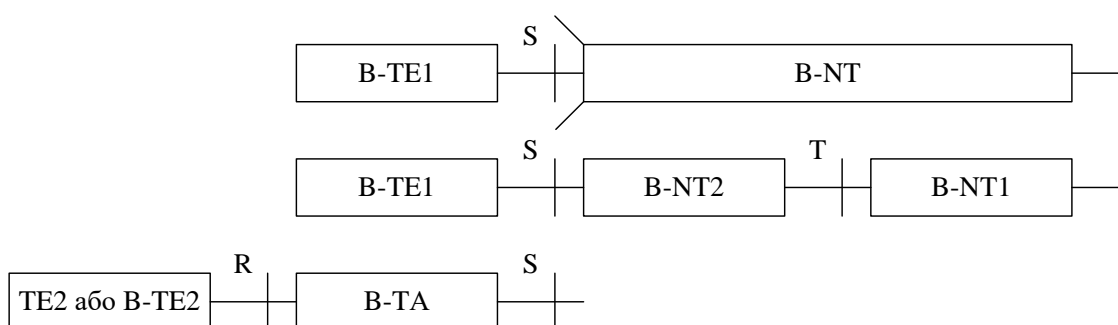 S
B-TE1 B-NT
S T
B-TE1 B-NT2 B-NT1
R S
TE2 або B-TE2 B-TA